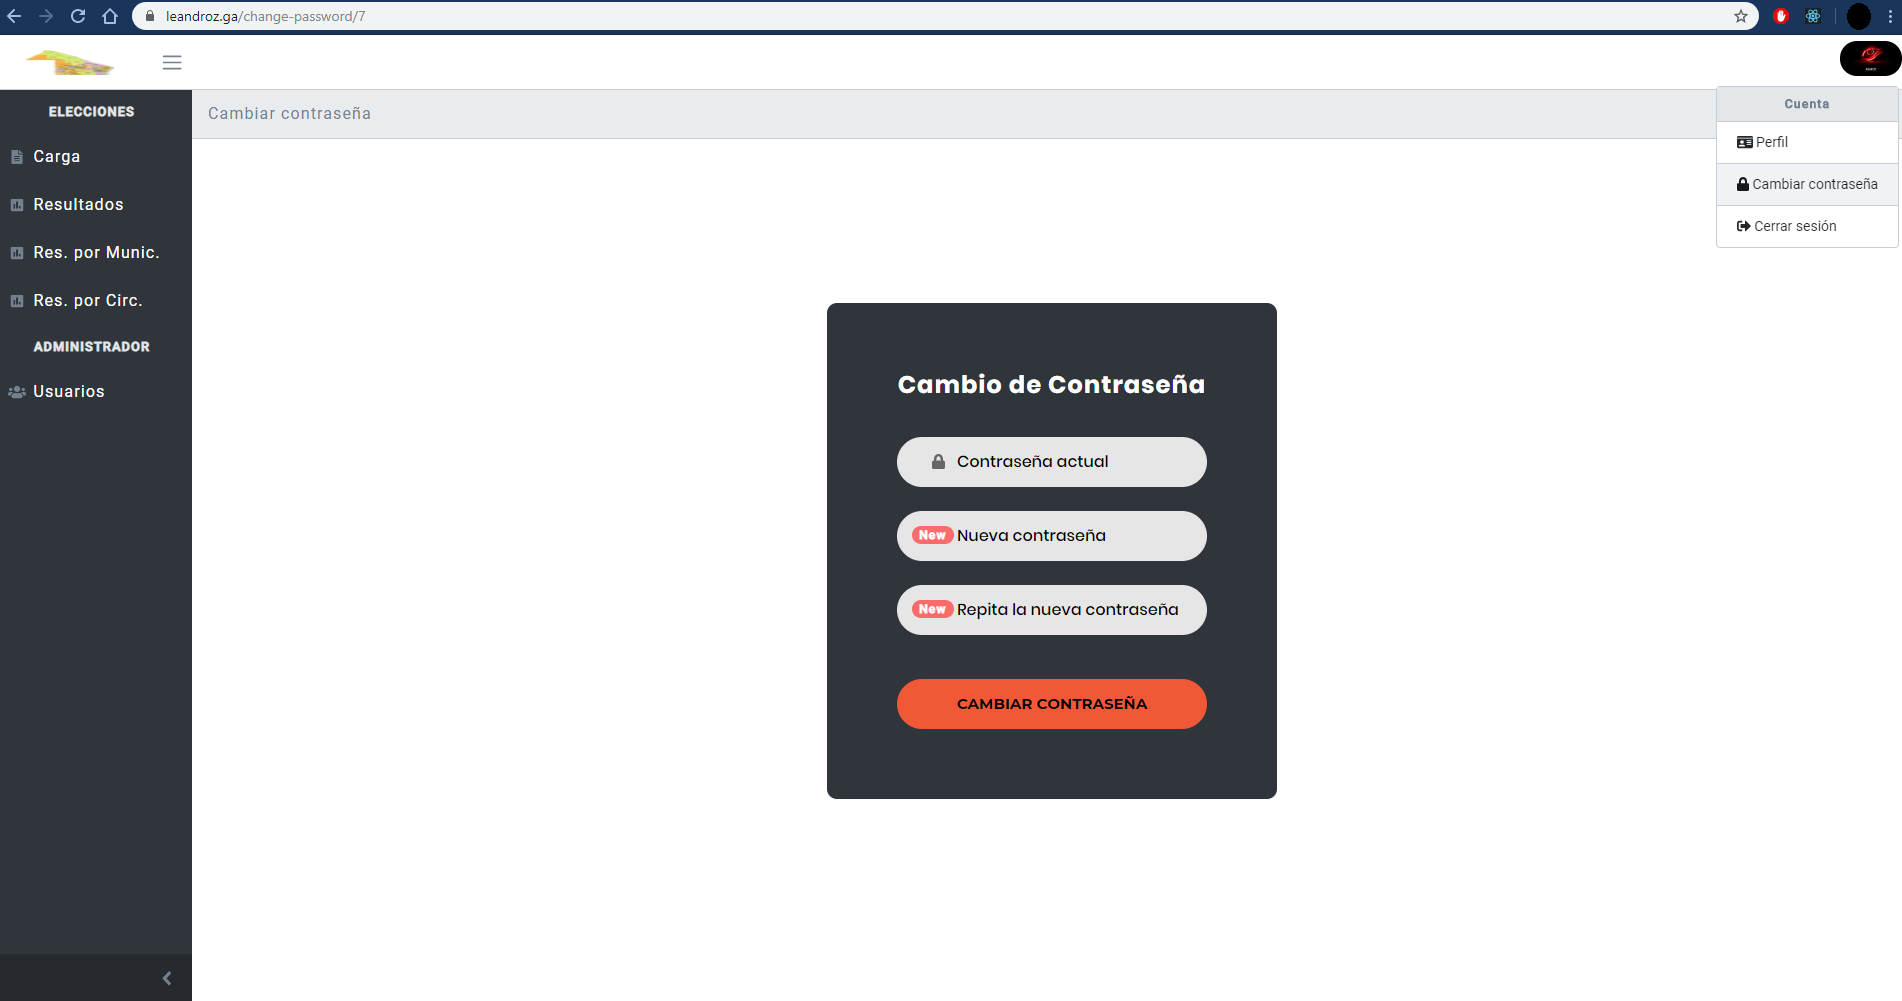 leandroz.ga/change-password/7
ELECCIONES
Carga
Resultados
Res. por Munic.
Res. por Circ.
ADMINISTRADOR
Usuarios
Cambiar contraseña
Cuenta
Perfil
Cambiar contraseña
Cerrar sesión
Cambio de Contraseña
Contraseña actual
New Nueva contraseña
New Repita la nueva contraseña
CAMBIAR CONTRASEÑA